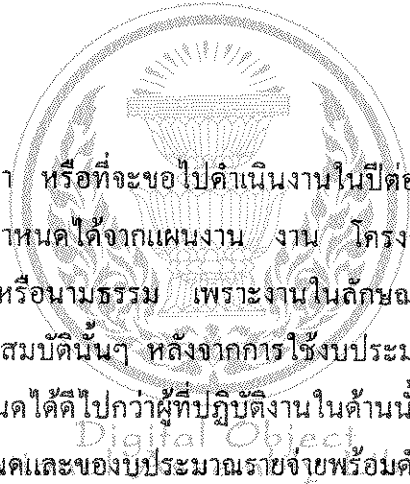 า หรือที่จะขอไปดำเนินงานในปีต่อ
ำหนดได้จากแผนงาน งาน โครง
หรือนามธรรม เพราะงานในลักษณ
สมบัตินั้นๆ หลังจากการใช้งบประม
นดได้ดีไปกว่าผู้ที่ปฏิบัติงานในด้านนั้
Digital Object
นดและของบประมาณรายจ่ายพร้อมด้